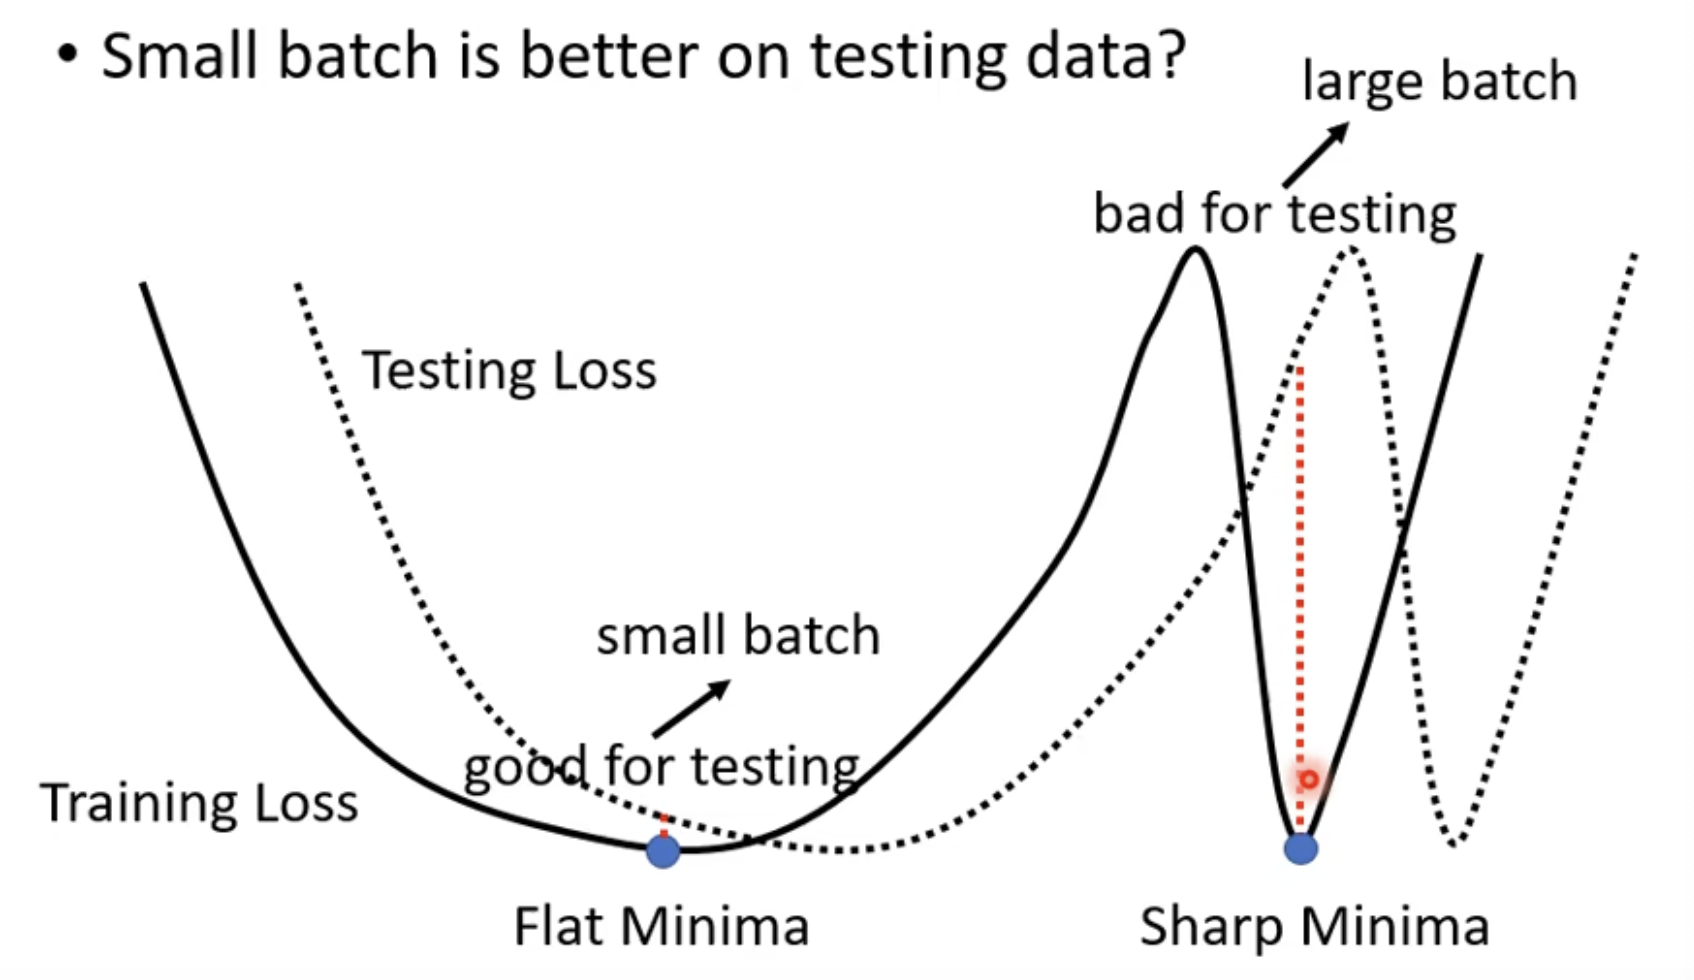 • Small batch is better on testing data?
large batch
bad for testing
Testing Loss
small batch
good for testing
Training Loss
Flat Minima
Sharp Minima